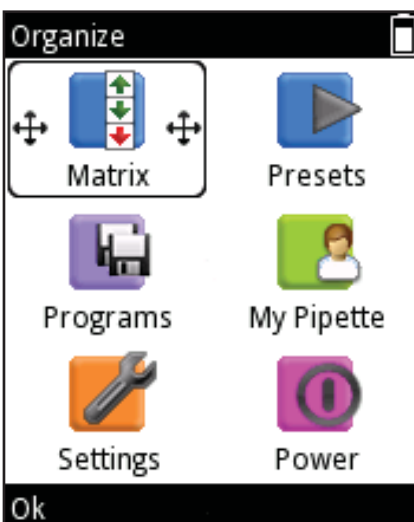 Organize
Matrix Presets
Programs My Pipette
Settings Power
Ok